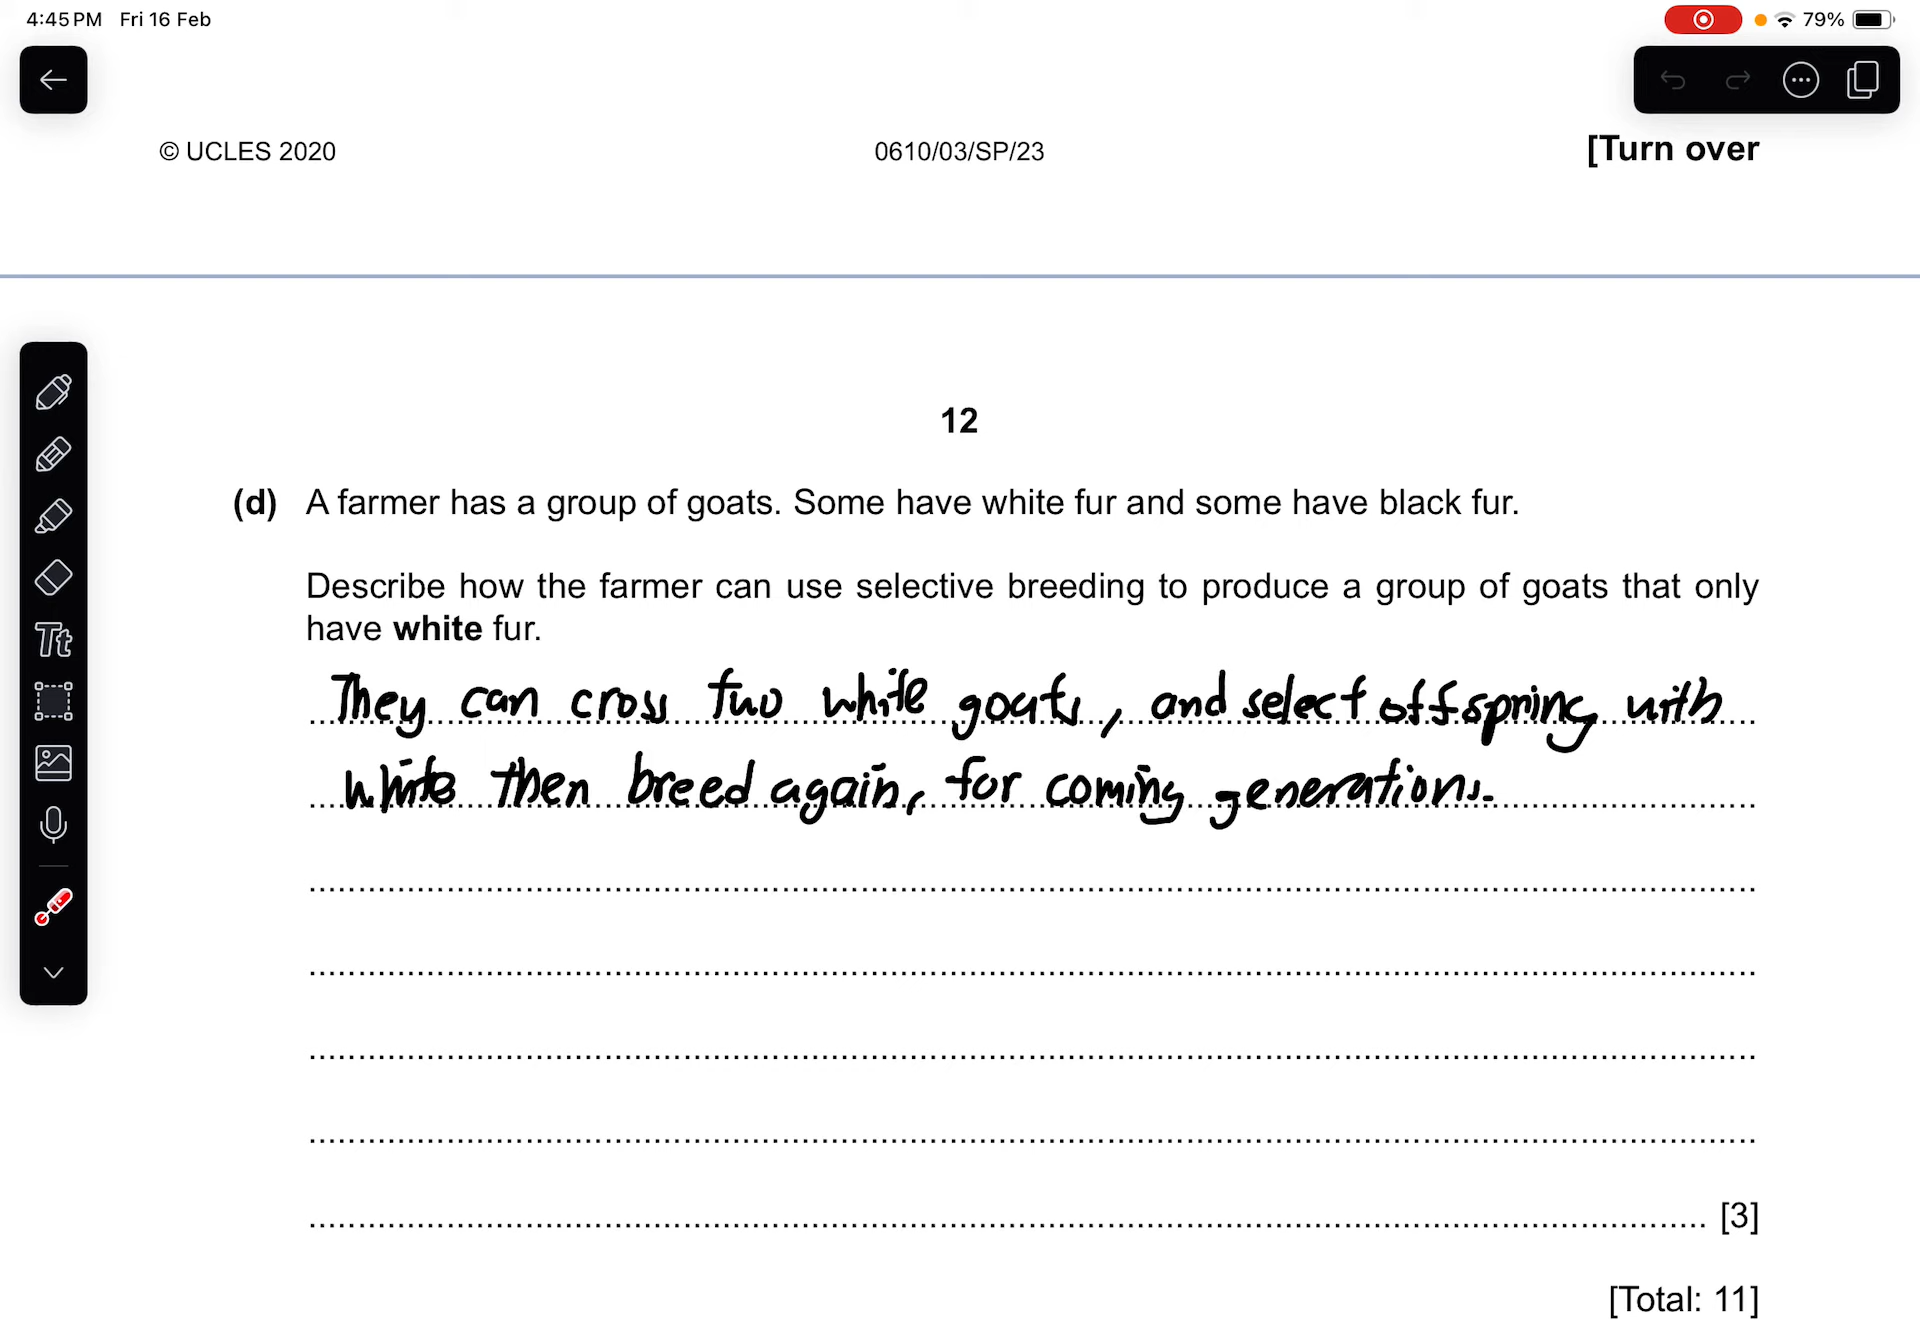 4:45 PM Fri 16 Feb 79%
© UCLES 2020 0610/03/SP/23 [Turn over
12
(d) A farmer has a group of goats. Some have white fur and some have black fur.
Describe how the farmer can use selective breeding to produce a group of goats that only
have white fur.
They can cross two white goats, and select offspring with
white then breed again, for coming generations.
[3]
[Total: 11]
Tt